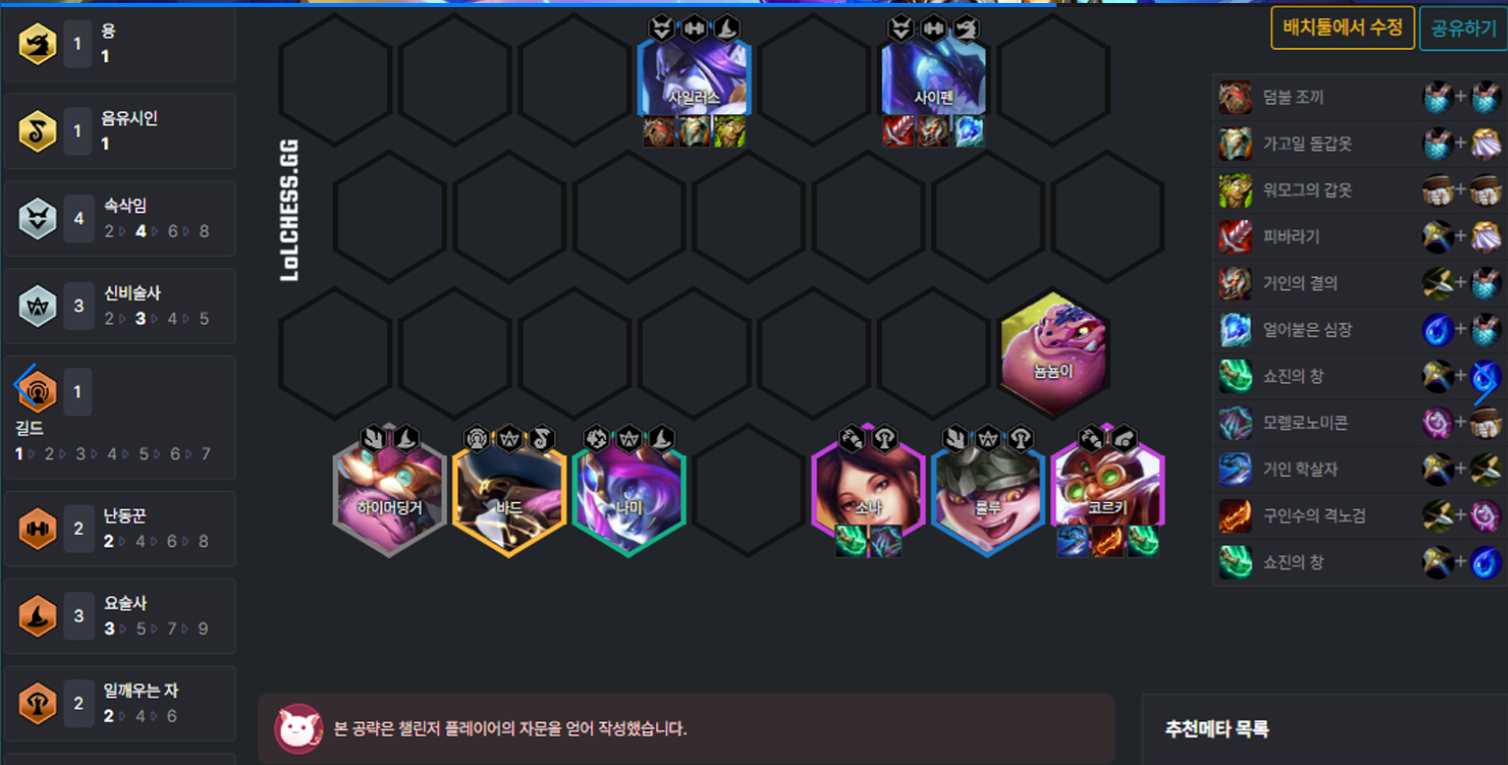 용
1
1
음유시인
1
1
속삭임
4
2 4 6 8
신비술사
3
2 3 4 5
1
길드
1 2 3 4 5 6 7
난동꾼
2
2 4 6 8
요술사
3
3 5 7 9
일깨우는 자
2
2 4 6
LoLCHESS.GG
사일러스
사이펜
뇸뇸이
하이머딩거
바드
나미
소나
룰루
코르키
배치툴에서 수정
공유하기
덤불 조끼
+
가고일 돌갑옷
+
워모그의 갑옷
+
피바라기
+
거인의 결의
+
얼어붙은 심장
+
쇼진의 창
+
모렐로노미콘
+
거인 학살자
+
구인수의 격노검
+
쇼진의 창
+
본 공략은 챌린저 플레이어의 자문을 얻어 작성했습니다.
추천메타 목록